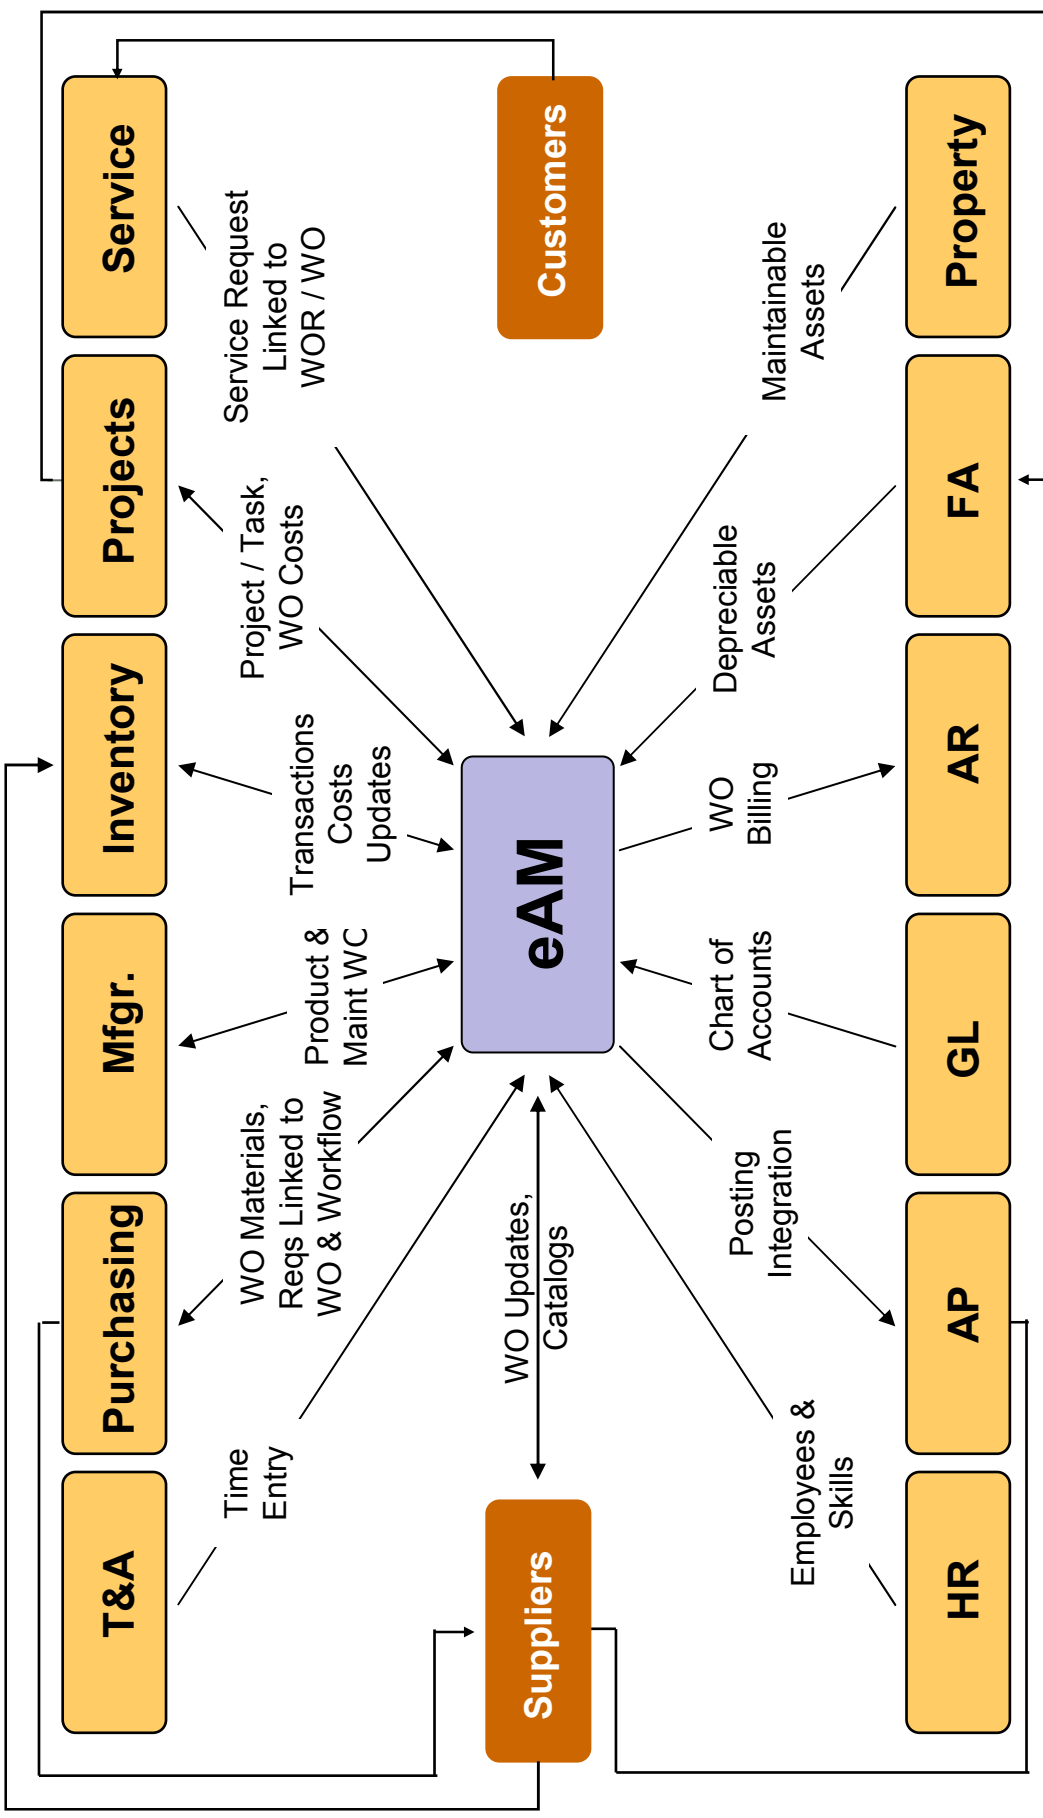 T&A
Purchasing
Mfgr.
Inventory
Projects
Service
Time
Entry
WO Materials,
Reqs Linked to
WO & Workflow
Product &
Maint WO
Transactions
Costs
Updates
Project / Task,
WO Costs
Service Request
Linked to
WOR / WO
Suppliers
WO Updates,
Catalogs
eAM
Customers
Employees &
Skills
Posting
Integration
Chart of
Accounts
WO
Billing
Depreciable
Assets
Maintainable
Assets
HR
AP
GL
AR
FA
Property